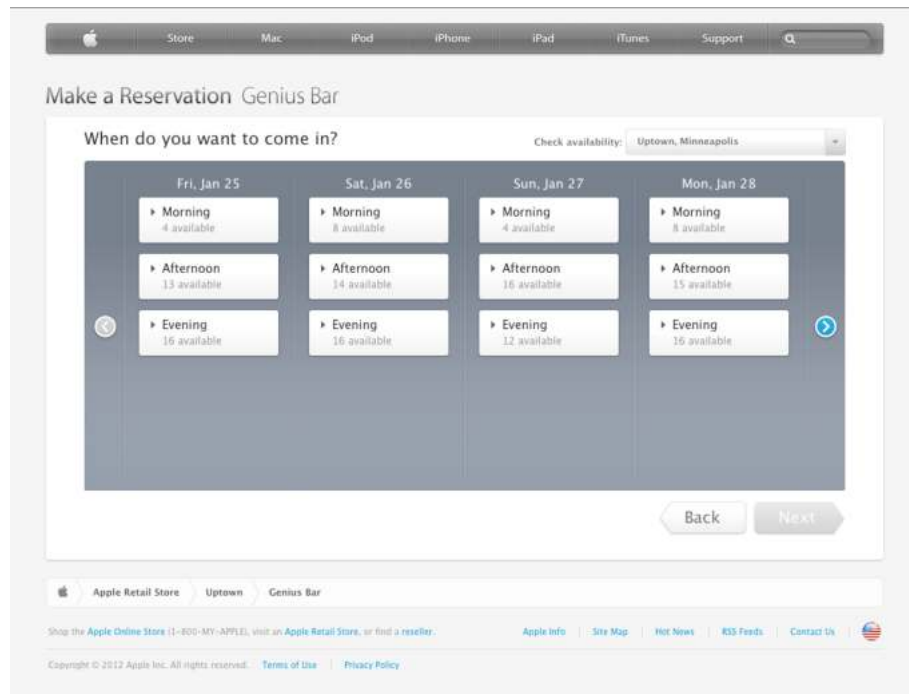 Store Mac iPod iPhone iPad iTunes Support
Make a Reservation Genius Bar
When do you want to come in?
Check availability: Uptown, Minneapolis
Fri, Jan 25
Morning
4 available
Afternoon
13 available
Evening
16 available
Sat, Jan 26
Morning
8 available
Afternoon
14 available
Evening
16 available
Sun, Jan 27
Morning
4 available
Afternoon
16 available
Evening
12 available
Mon, Jan 28
Morning
8 available
Afternoon
15 available
Evening
16 available
Back
Next
Apple Retail Store Uptown Genius Bar
Shop the Apple Online Store (1-800-MY-APPLE), visit an Apple Retail Store, or find a reseller.
Apple Info Site Map Hot News RSS Feeds Contact Us
Copyright © 2012 Apple Inc. All rights reserved. Terms of Use Privacy Policy